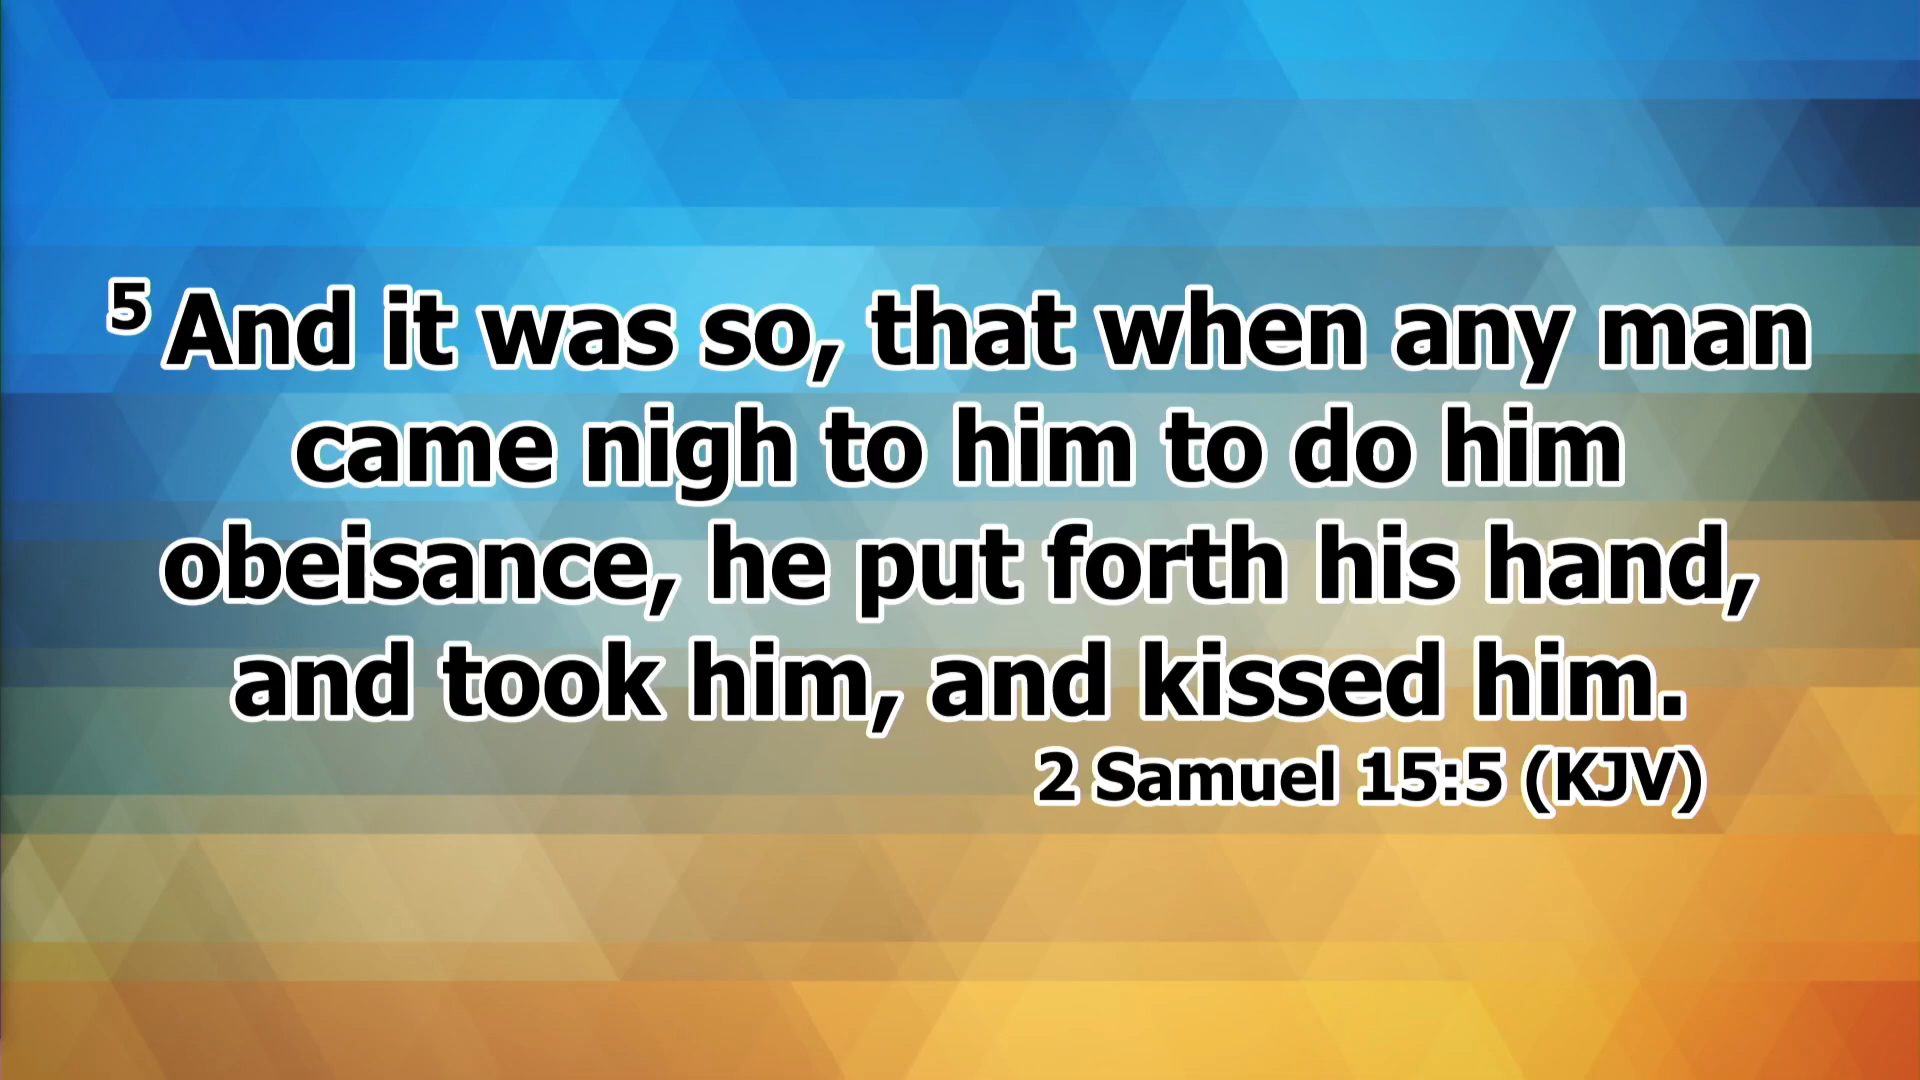 5 And it was so, that when any man
came nigh to him to do him
obeisance, he put forth his hand,
and took him, and kissed him.
2 Samuel 15:5 (KJV)